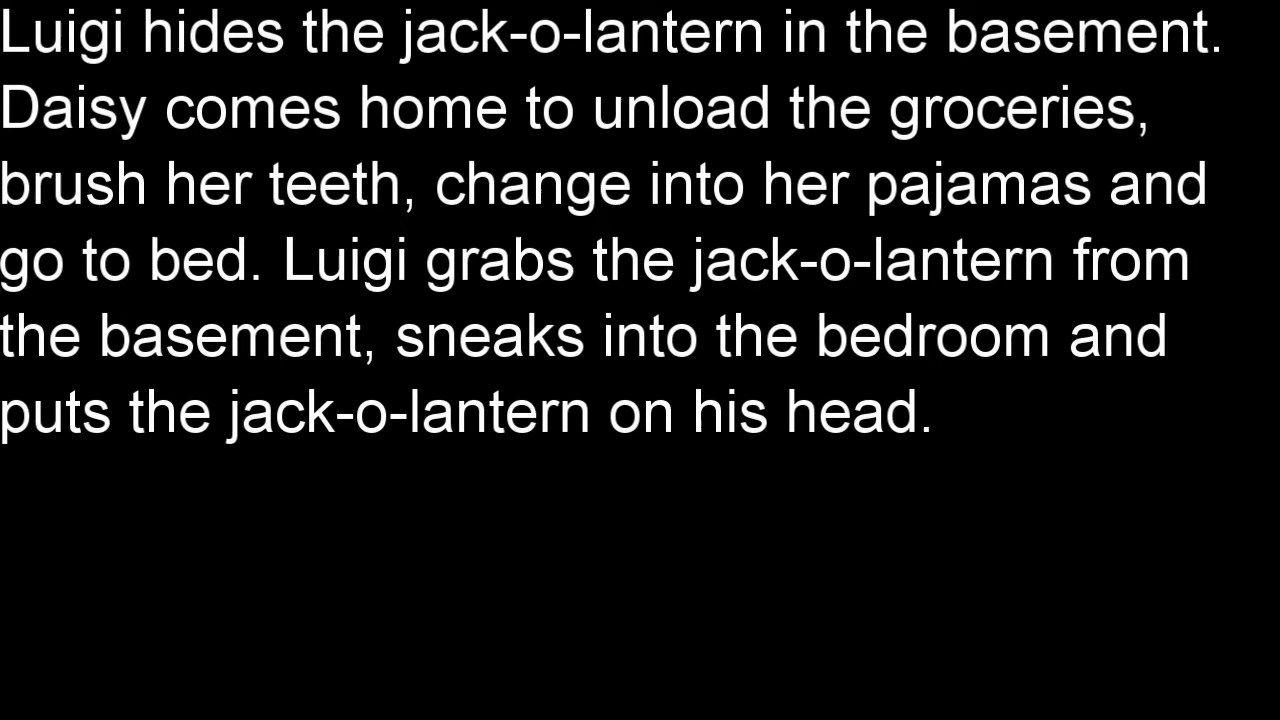 Luigi hides the jack-o-lantern in the basement.
Daisy comes home to unload the groceries,
brush her teeth, change into her pajamas and
go to bed. Luigi grabs the jack-o-lantern from
the basement, sneaks into the bedroom and
puts the jack-o-lantern on his head.